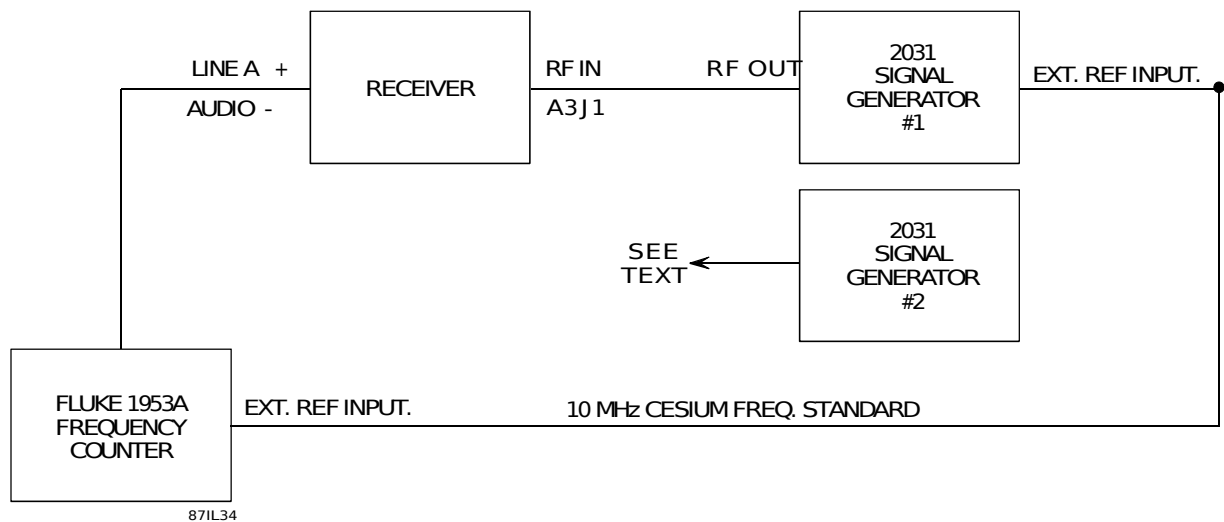 LINE A +
AUDIO -
RECEIVER
RF IN
A3J1
RF OUT
2031
SIGNAL
GENERATOR
#1
EXT. REF INPUT.
SEE
TEXT
2031
SIGNAL
GENERATOR
#2
FLUKE 1953A
FREQUENCY
COUNTER
EXT. REF INPUT.
10 MHz CESIUM FREQ. STANDARD
87IL34